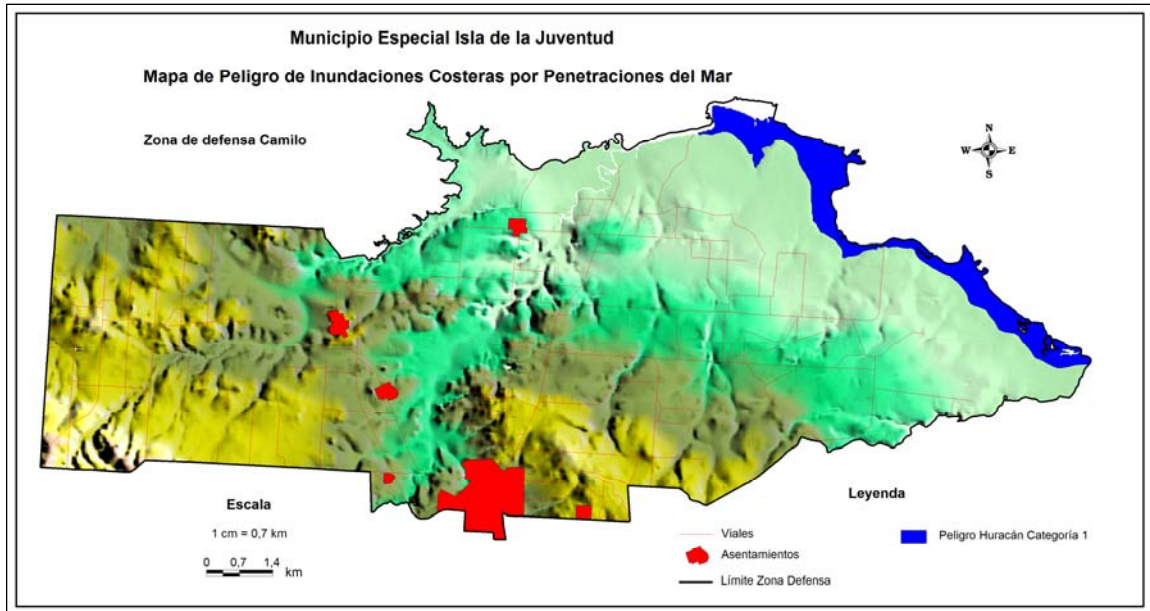 Municipio Especial Isla de la Juventud
Mapa de Peligro de Inundaciones Costeras por Penetraciones del Mar
Zona de defensa Camilo
N
W E
S
Escala
1 cm = 0,7 km
0 0,7 1,4
km
Leyenda
Viales
Asentamientos
Límite Zona Defensa
Peligro Huracán Categoría 1